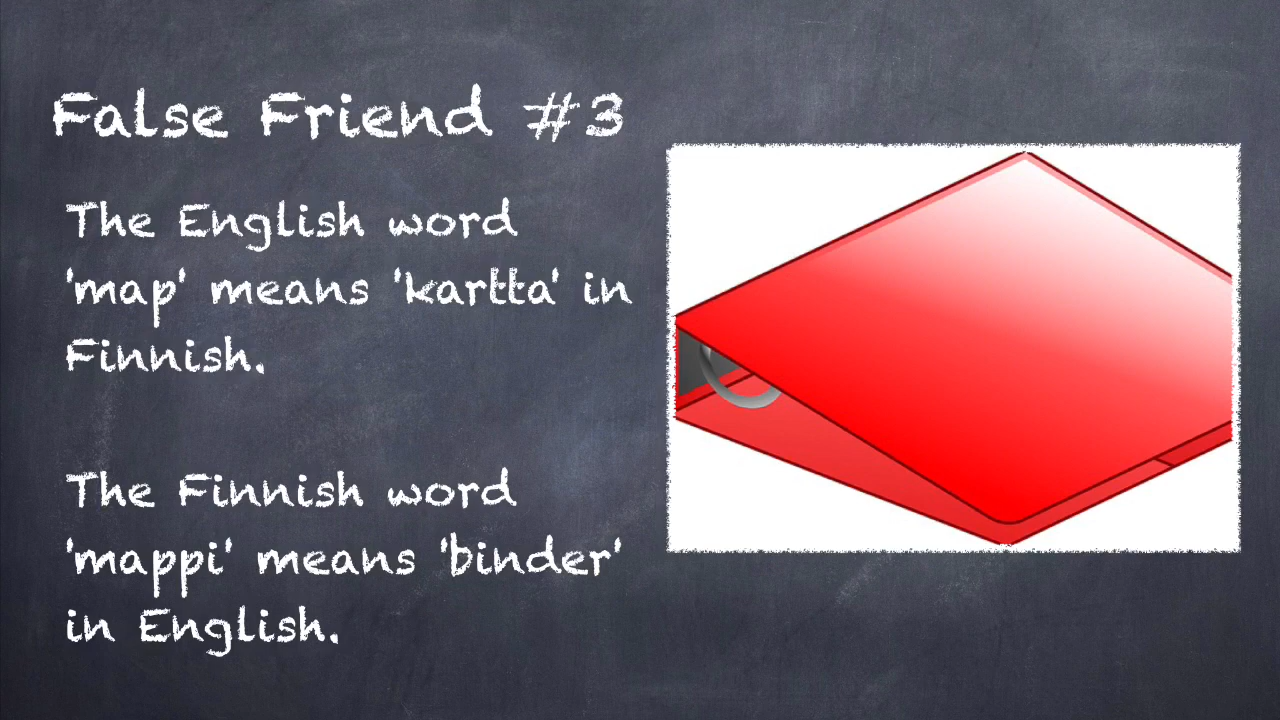 False Friend #3
The English word
'map' means 'kartta' in
Finnish.
The Finnish word
'mappi' means 'binder'
in English.